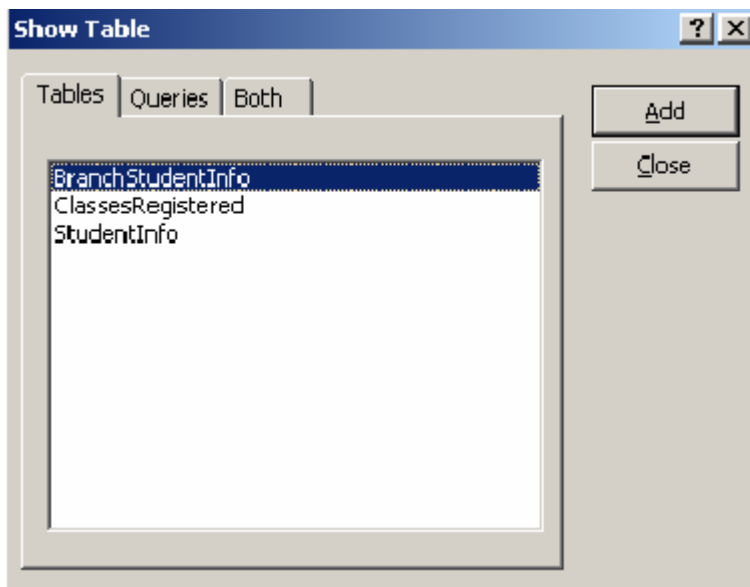 Show Table
Tables Queries Both
Add
Close
BranchStudentInfo
ClassesRegistered
StudentInfo